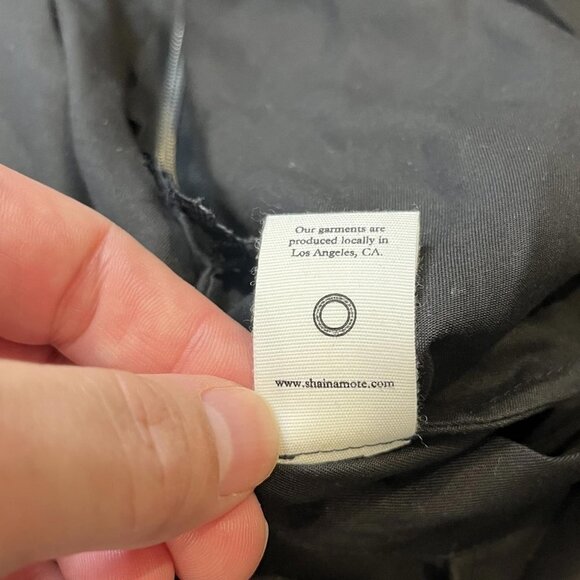 Our garments are
produced locally in
Los Angeles, CA.
www.shainamote.com